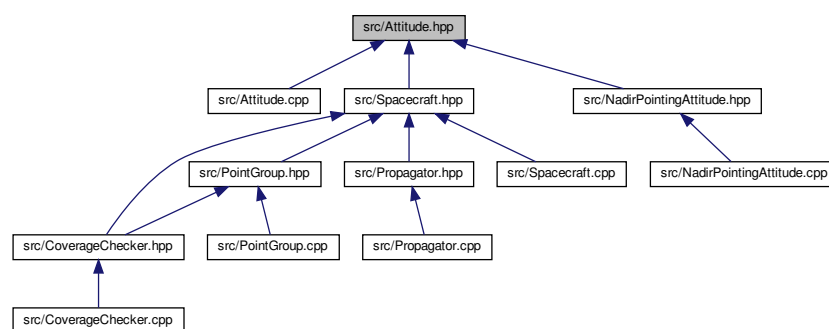 src/Attitude.hpp
src/Attitude.cpp
src/Spacecraft.hpp
src/NadirPointingAttitude.hpp
src/PointGroup.hpp
src/Propagator.hpp
src/Spacecraft.cpp
src/NadirPointingAttitude.cpp
src/CoverageChecker.hpp
src/PointGroup.cpp
src/Propagator.cpp
src/CoverageChecker.cpp